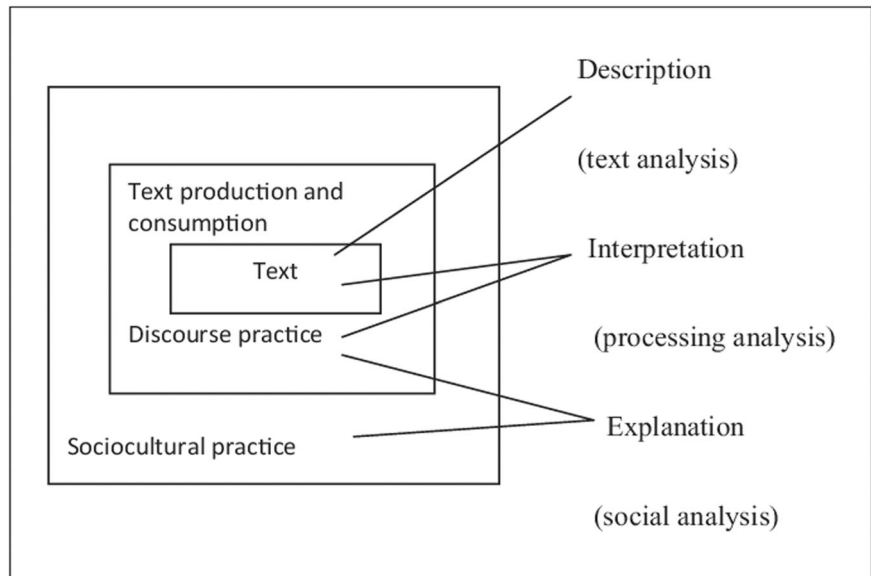 Description
(text analysis)
Text production and
consumption
Text
Interpretation
Discourse practice
(processing analysis)
Explanation
Sociocultural practice
(social analysis)